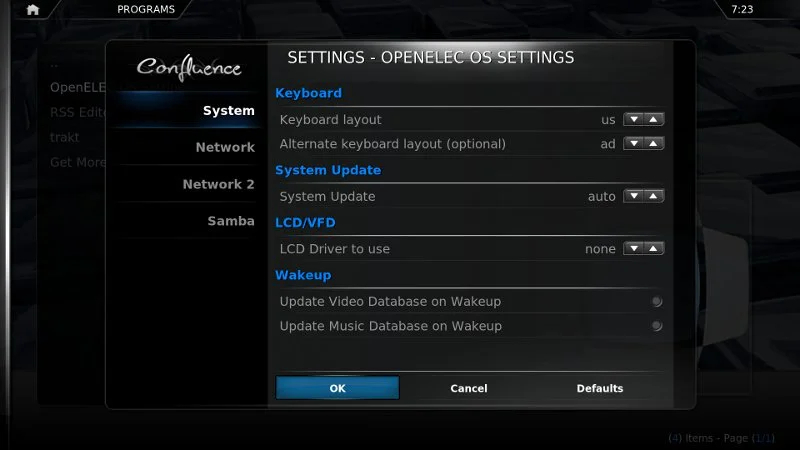 PROGRAMS
7:23
..
OpenELE
RSS Edit
trakt
Get More
Confluence
System
Network
Network 2
Samba
SETTINGS - OPENELEC OS SETTINGS
Keyboard
Keyboard layout us
Alternate keyboard layout (optional) ad
System Update
System Update auto
LCD/VFD
LCD Driver to use none
Wakeup
Update Video Database on Wakeup
Update Music Database on Wakeup
OK Cancel Defaults
(4) Items - Page (1/1)